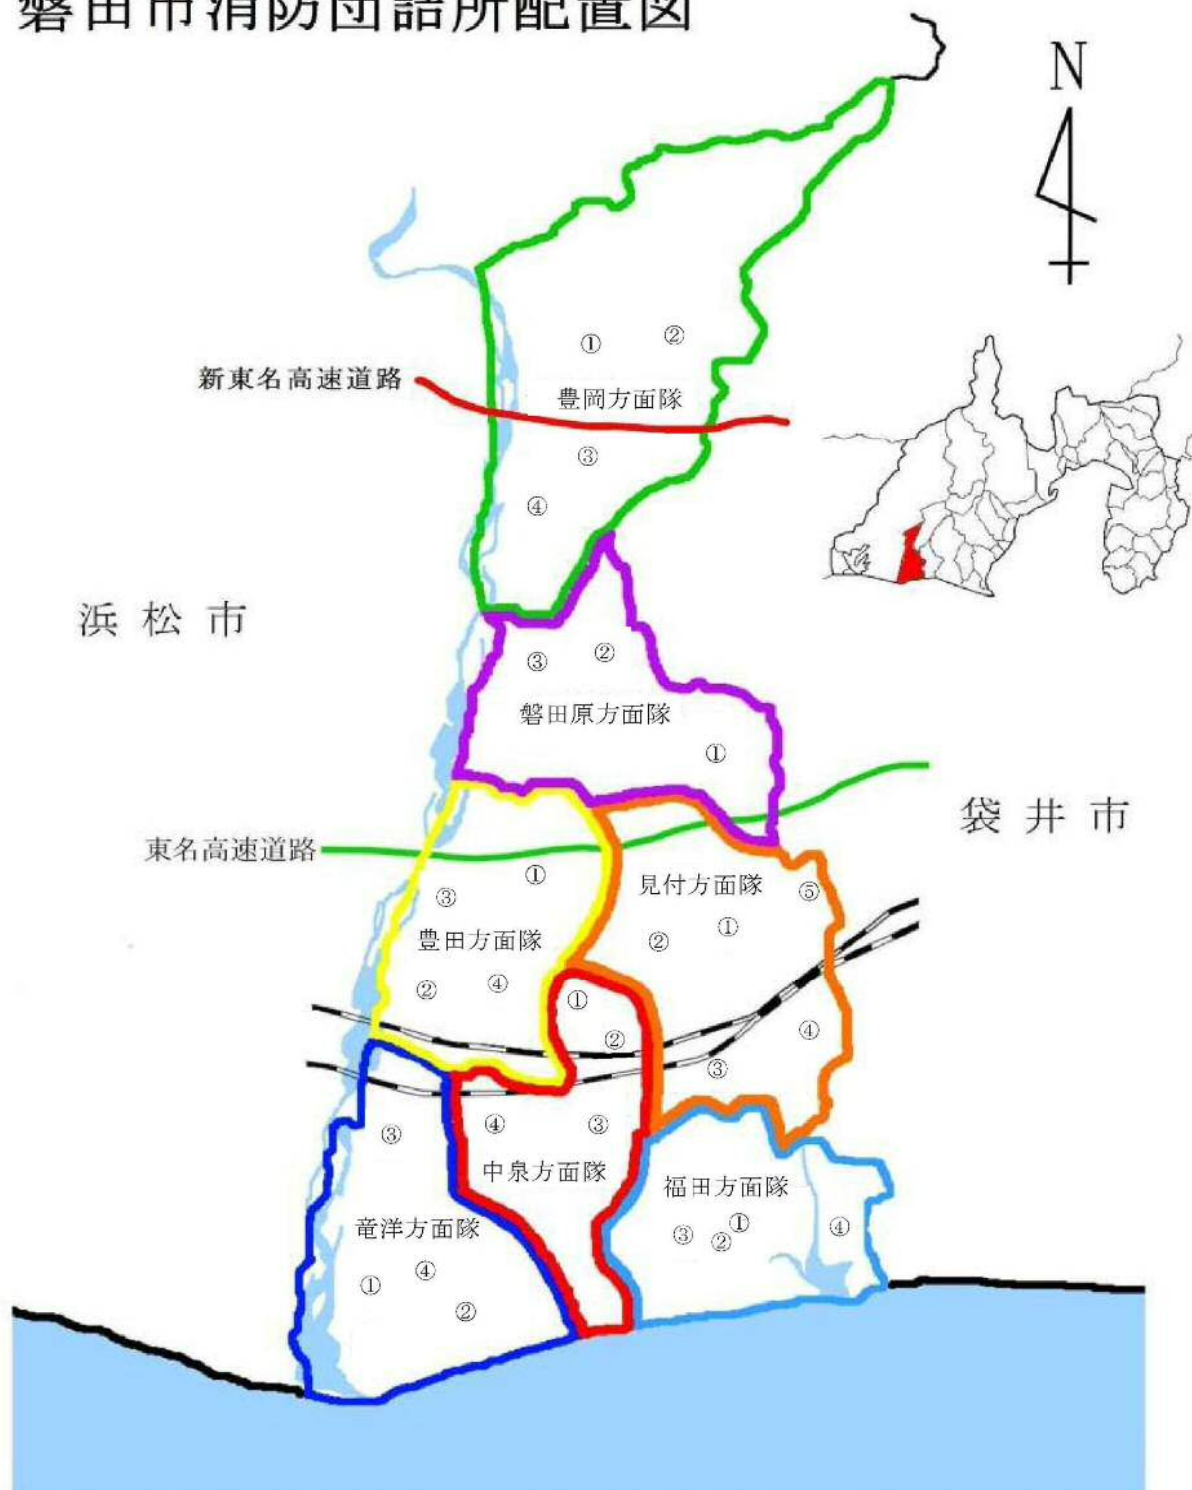 磐田市消防団詰所配置図
N
① ②
新東名高速道路
豊岡方面隊
③
④
浜松市
③ ②
磐田原方面隊
①
袋井市
東名高速道路
① ③
豊田方面隊
② ④
見付方面隊
⑤
① ②
④
③
①
②
④ ③
中泉方面隊
③
竜洋方面隊
① ④
②
福田方面隊
③ ② ① ④